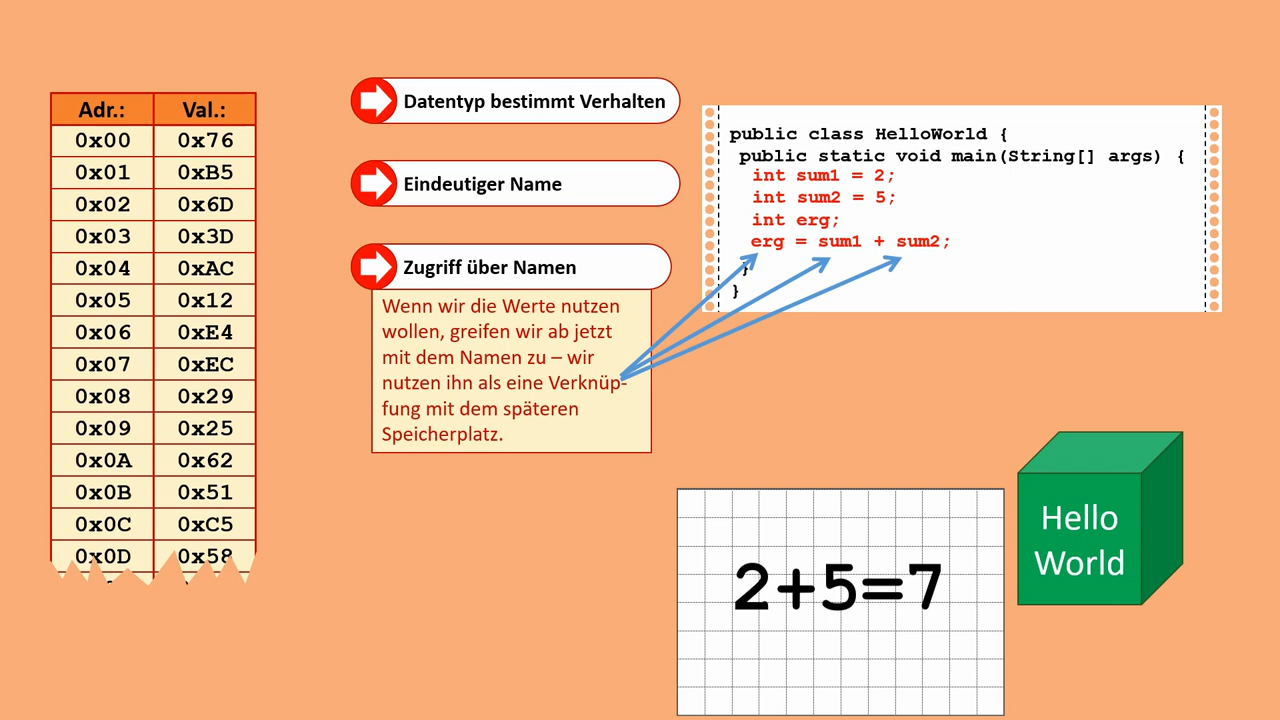 Adr.: Val.:
0x00 0x76
0x01 0xB5
0x02 0x6D
0x03 0x3D
0x04 0xAC
0x05 0x12
0x06 0xE4
0x07 0xEC
0x08 0x29
0x09 0x25
0x0A 0x62
0x0B 0x51
0x0C 0xC5
0x0D 0x58
Datentyp bestimmt Verhalten
Eindeutiger Name
Zugriff über Namen
Wenn wir die Werte nutzen
wollen, greifen wir ab jetzt
mit dem Namen zu – wir
nutzen ihn als eine Verknüp-
fung mit dem späteren
Speicherplatz.
public class HelloWorld {
public static void main(String[] args) {
int sum1 = 2;
int sum2 = 5;
int erg;
erg = sum1 + sum2;
}
}
2+5=7
Hello
World